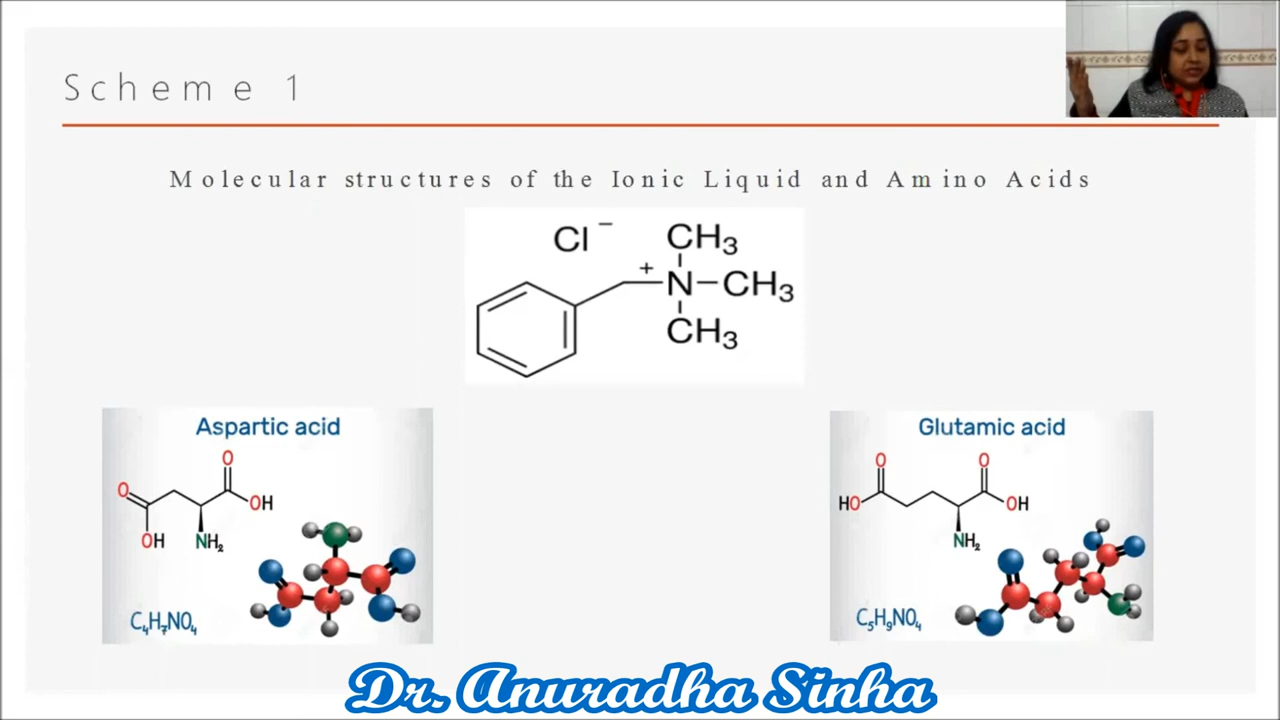 Scheme 1
Molecular structures of the Ionic Liquid and Amino Acids
Cl⁻
CH₃
+
N–CH₃
CH₃
Aspartic acid
O
O
OH
OH
NH₂
C₄H₇NO₄
Glutamic acid
O
O
HO
OH
NH₂
C₅H₉NO₄
Dr. Anuradha Sinha